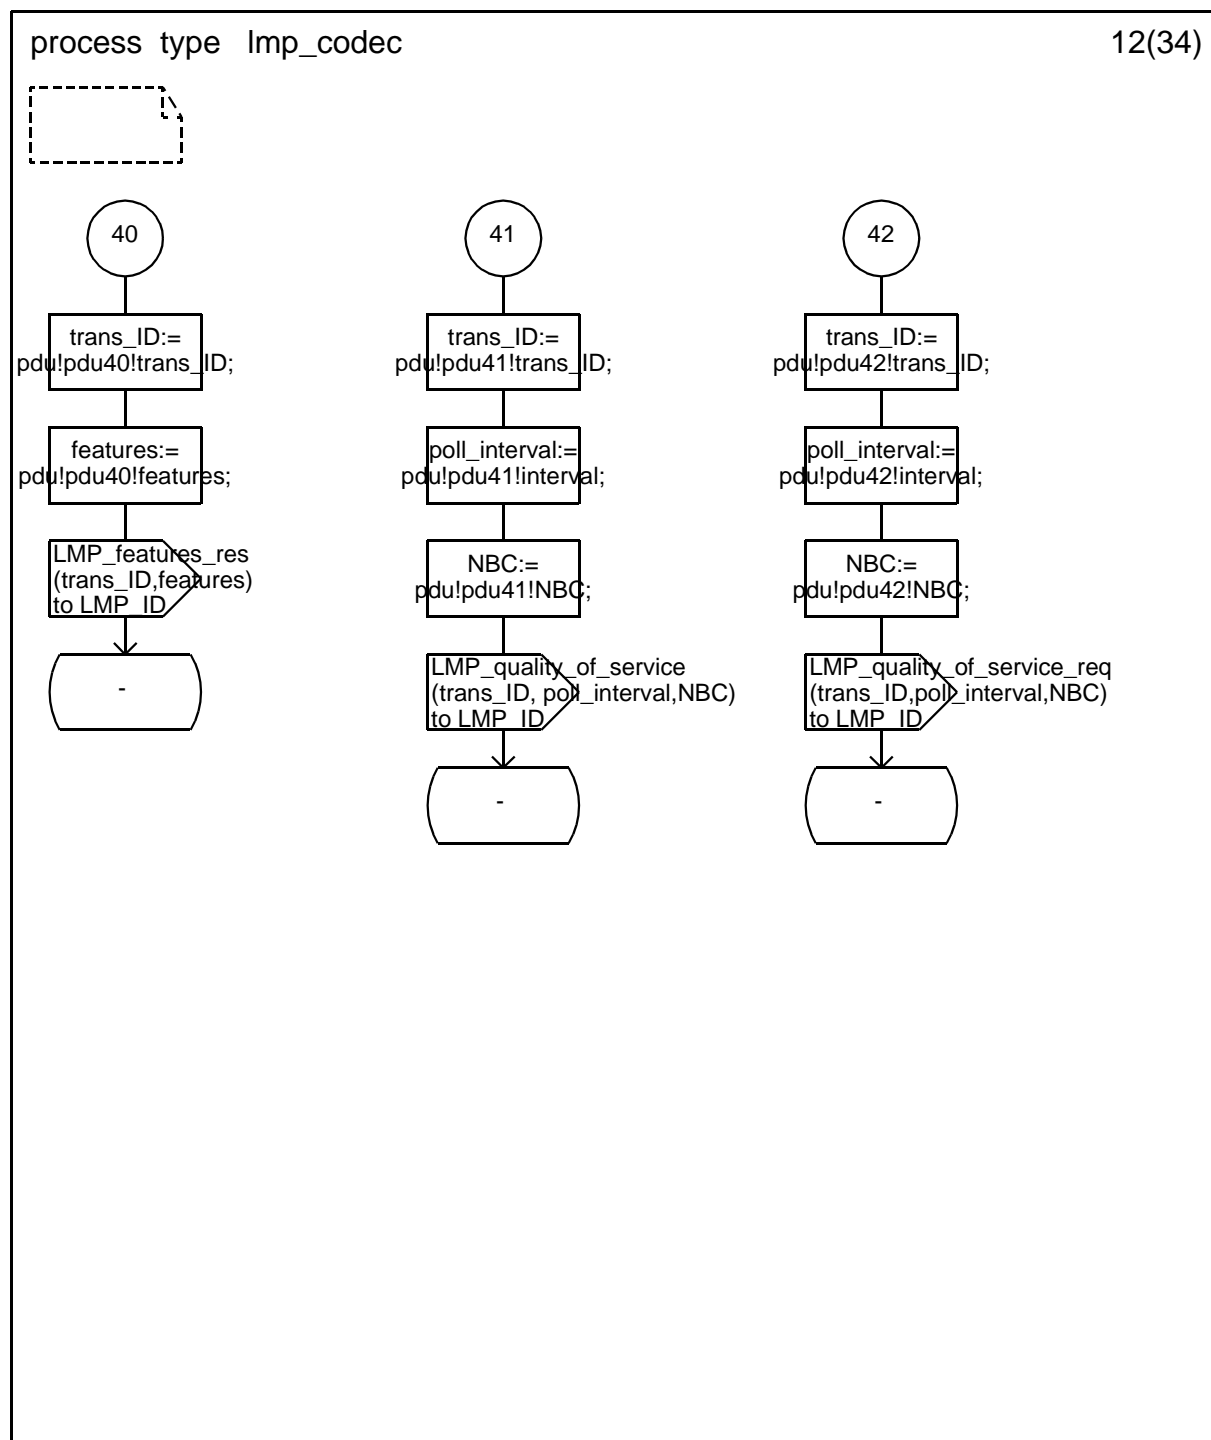 process type lmp_codec
12(34)
40
trans_ID:=
pdu!pdu40!trans_ID;
features:=
pdu!pdu40!features;
LMP_features_res
(trans_ID,features)
to LMP_ID
-
41
trans_ID:=
pdu!pdu41!trans_ID;
poll_interval:=
pdu!pdu41!interval;
NBC:=
pdu!pdu41!NBC;
LMP_quality_of_service
(trans_ID, poll_interval,NBC)
to LMP_ID
-
42
trans_ID:=
pdu!pdu42!trans_ID;
poll_interval:=
pdu!pdu42!interval;
NBC:=
pdu!pdu42!NBC;
LMP_quality_of_service_req
(trans_ID,poll_interval,NBC)
to LMP_ID
-